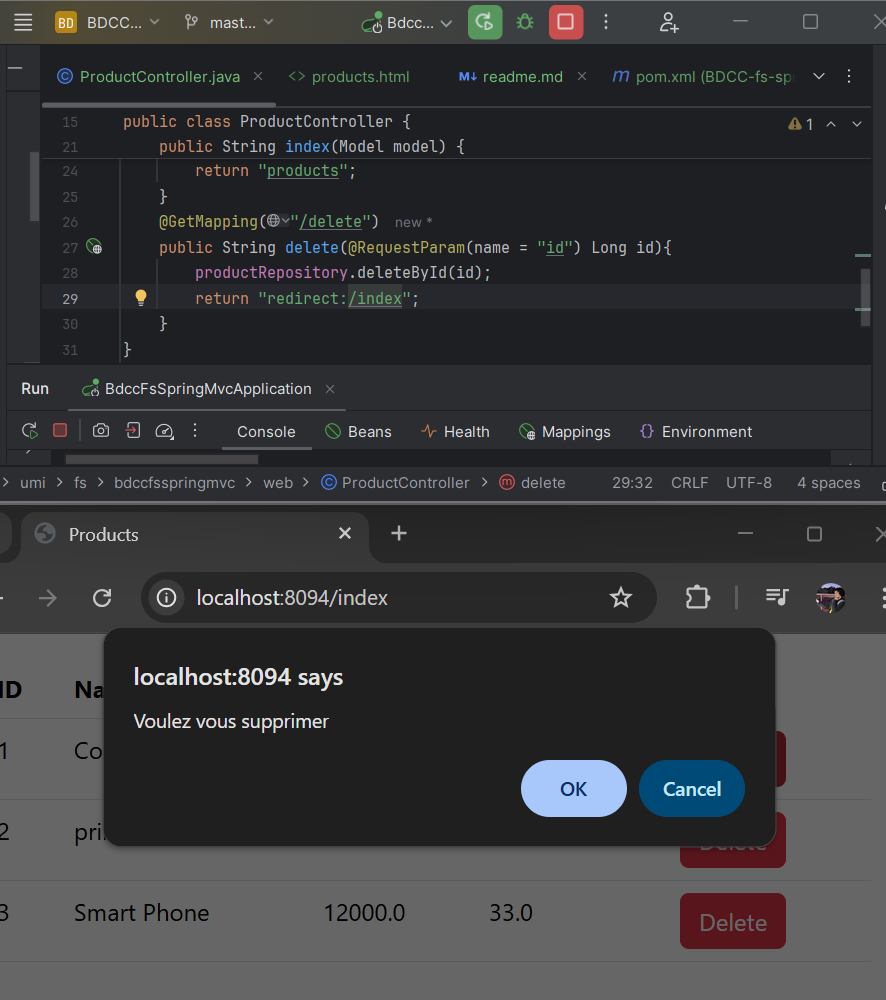 BD BDCC... mast... Bdcc...
ProductController.java products.html M↓ readme.md m pom.xml (BDCC-fs-spr
15 public class ProductController { 1
21 public String index(Model model) {
24 return "products";
25 }
26 @GetMapping("/delete") new *
27 public String delete(@RequestParam(name = "id") Long id){
28 productRepository.deleteById(id);
29 return "redirect:/index";
30 }
31 }
Run BdccFsSpringMvcApplication
Console Beans Health Mappings Environment
umi fs bdccfsspringmvc web ProductController delete 29:32 CRLF UTF-8 4 spaces
Products
localhost:8094/index
localhost:8094 says
Voulez vous supprimer
OK Cancel
ID Na
1 Co
2 pri Delete
3 Smart Phone 12000.0 33.0 Delete